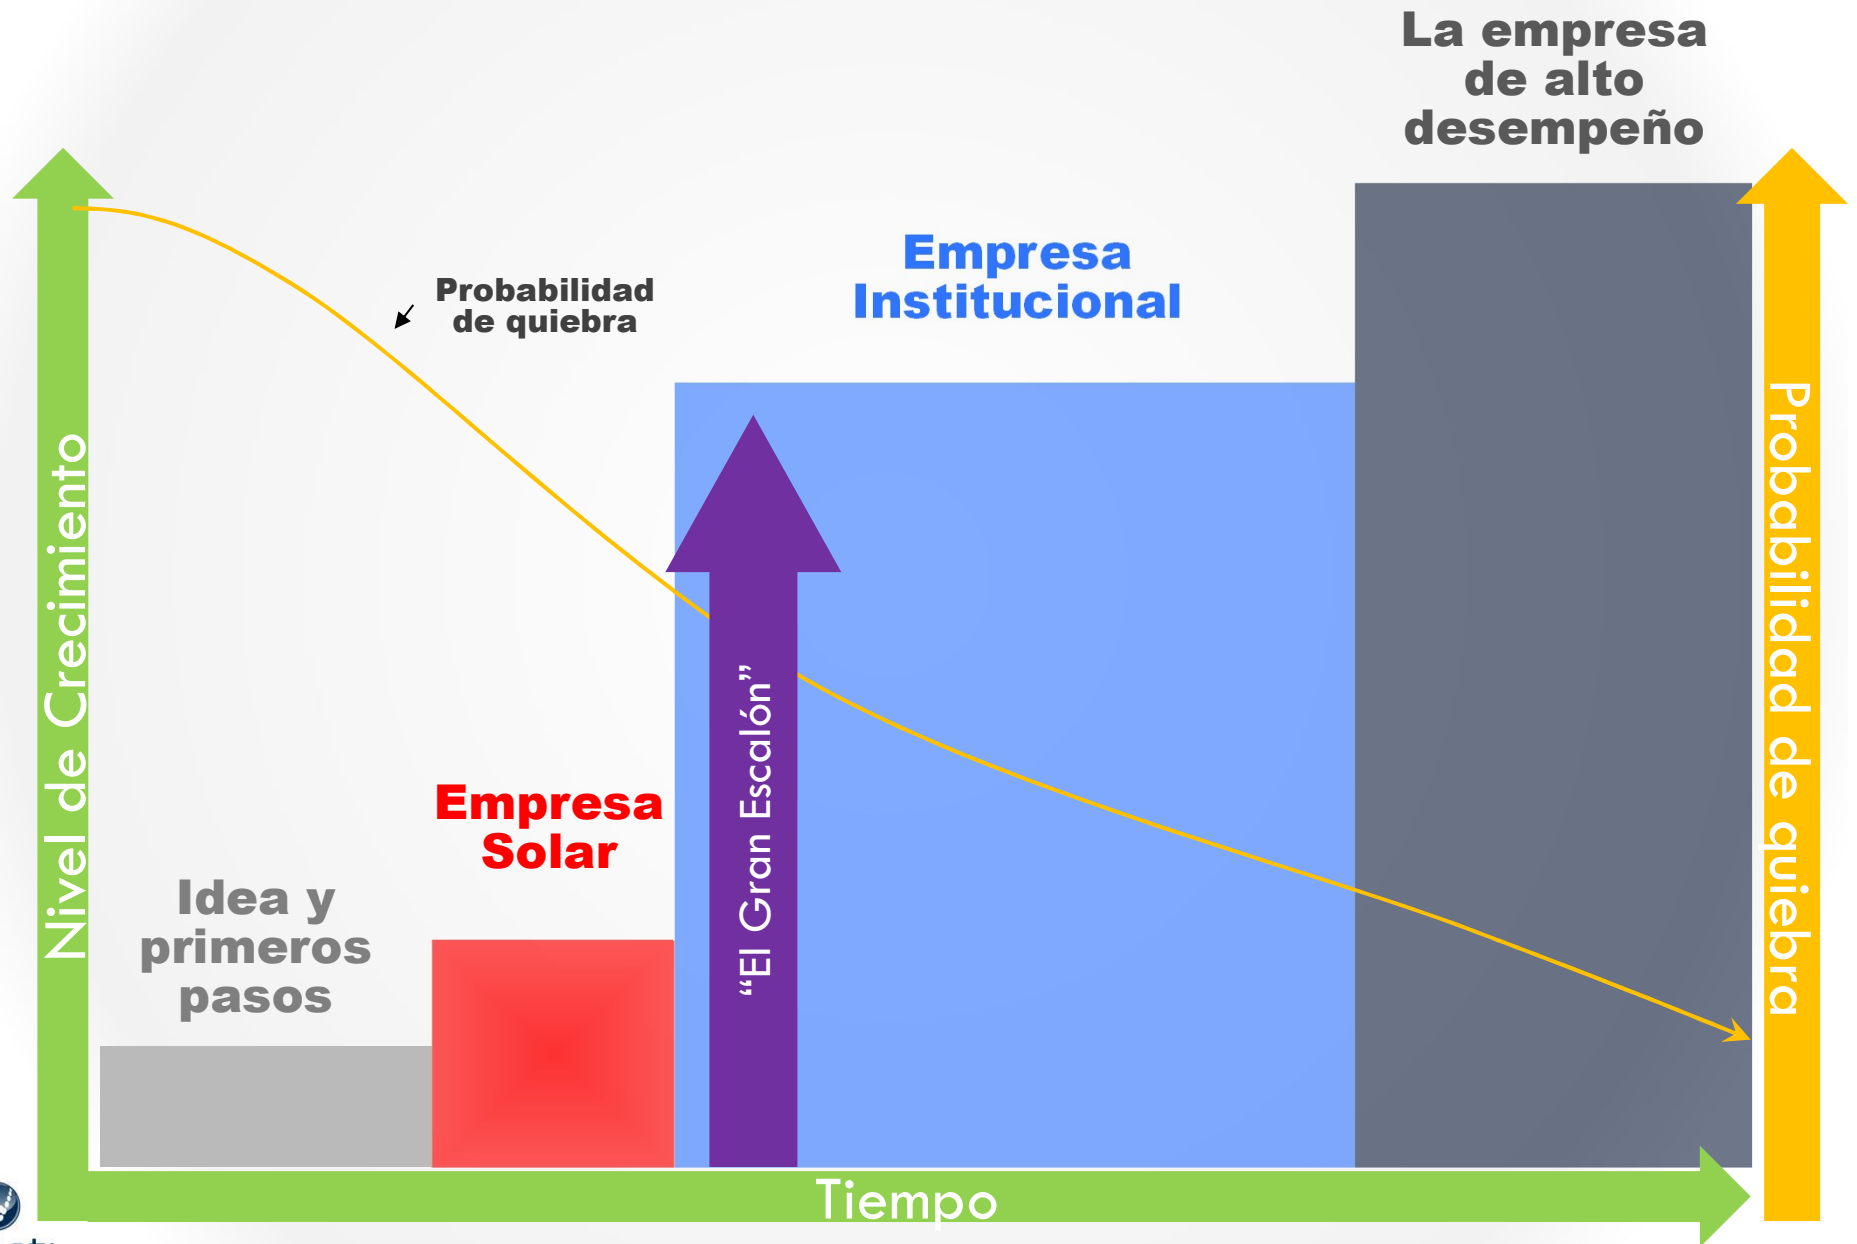 La empresa
de alto
desempeño
Empresa
Institucional
Probabilidad
de quiebra
Empresa
Solar
Idea y
primeros
pasos
Nivel de Crecimiento
“El Gran Escalón”
Probabilidad de quiebra
Tiempo